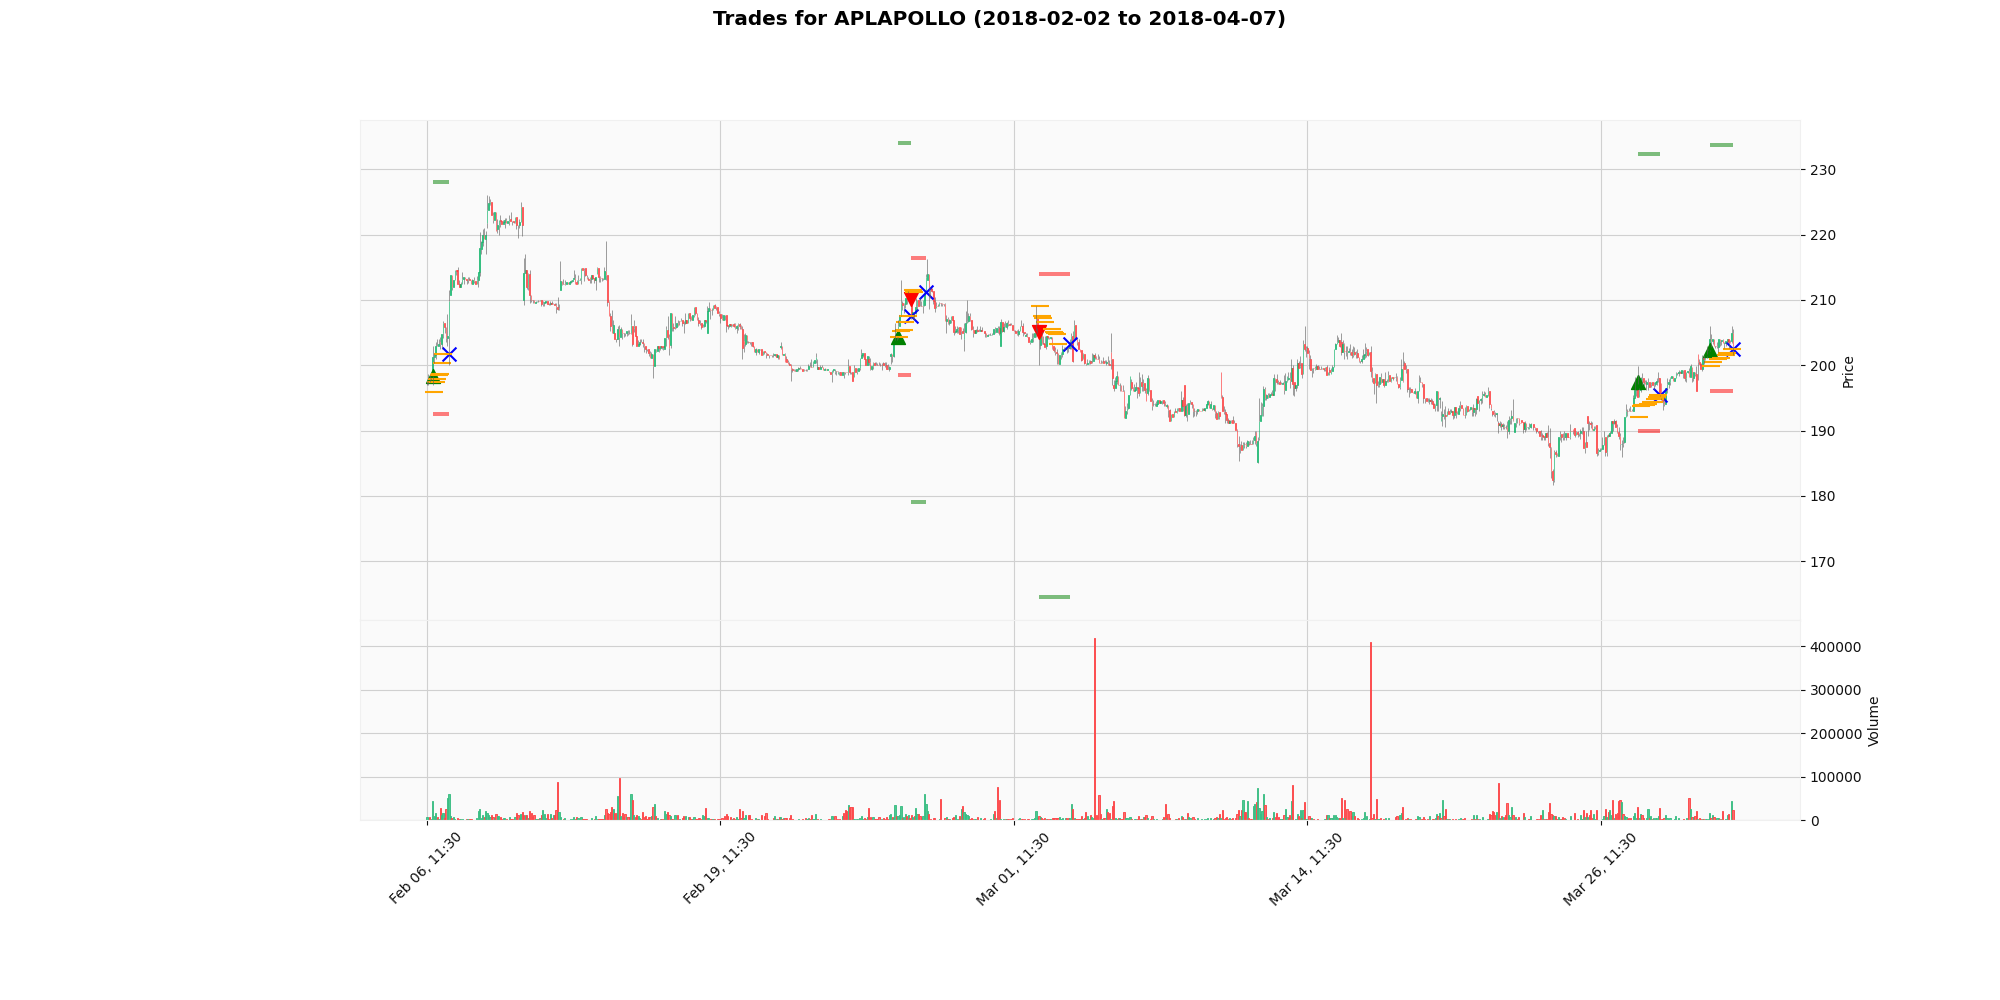 Trades for APLAPOLLO (2018-02-02 to 2018-04-07)
230
220
210
200
190
180
170
Price
400000
300000
200000
100000
0
Volume
Feb 06, 11:30
Feb 19, 11:30
Mar 01, 11:30
Mar 14, 11:30
Mar 26, 11:30